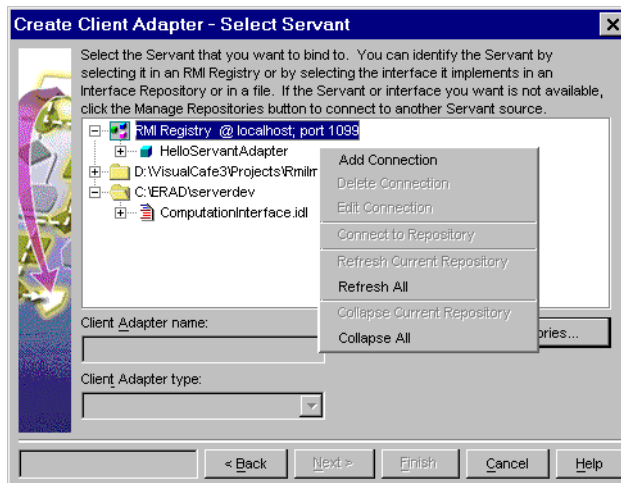 Create Client Adapter - Select Servant
Select the Servant that you want to bind to. You can identify the Servant by
selecting it in an RMI Registry or by selecting the interface it implements in an
Interface Repository or in a file. If the Servant or interface you want is not available,
click the Manage Repositories button to connect to another Servant source.
RMI Registry @ localhost; port 1099
HelloServantAdapter
D:\VisualCafe3\Projects\
C:\ERAD\serverdev
ComputationInterface.idl
Add Connection
Delete Connection
Edit Connection
Connect to Repository
Refresh Current Repository
Refresh All
Collapse Current Repository
Collapse All
Client Adapter name:
ories...
Client Adapter type:
< Back
Next >
Finish
Cancel
Help